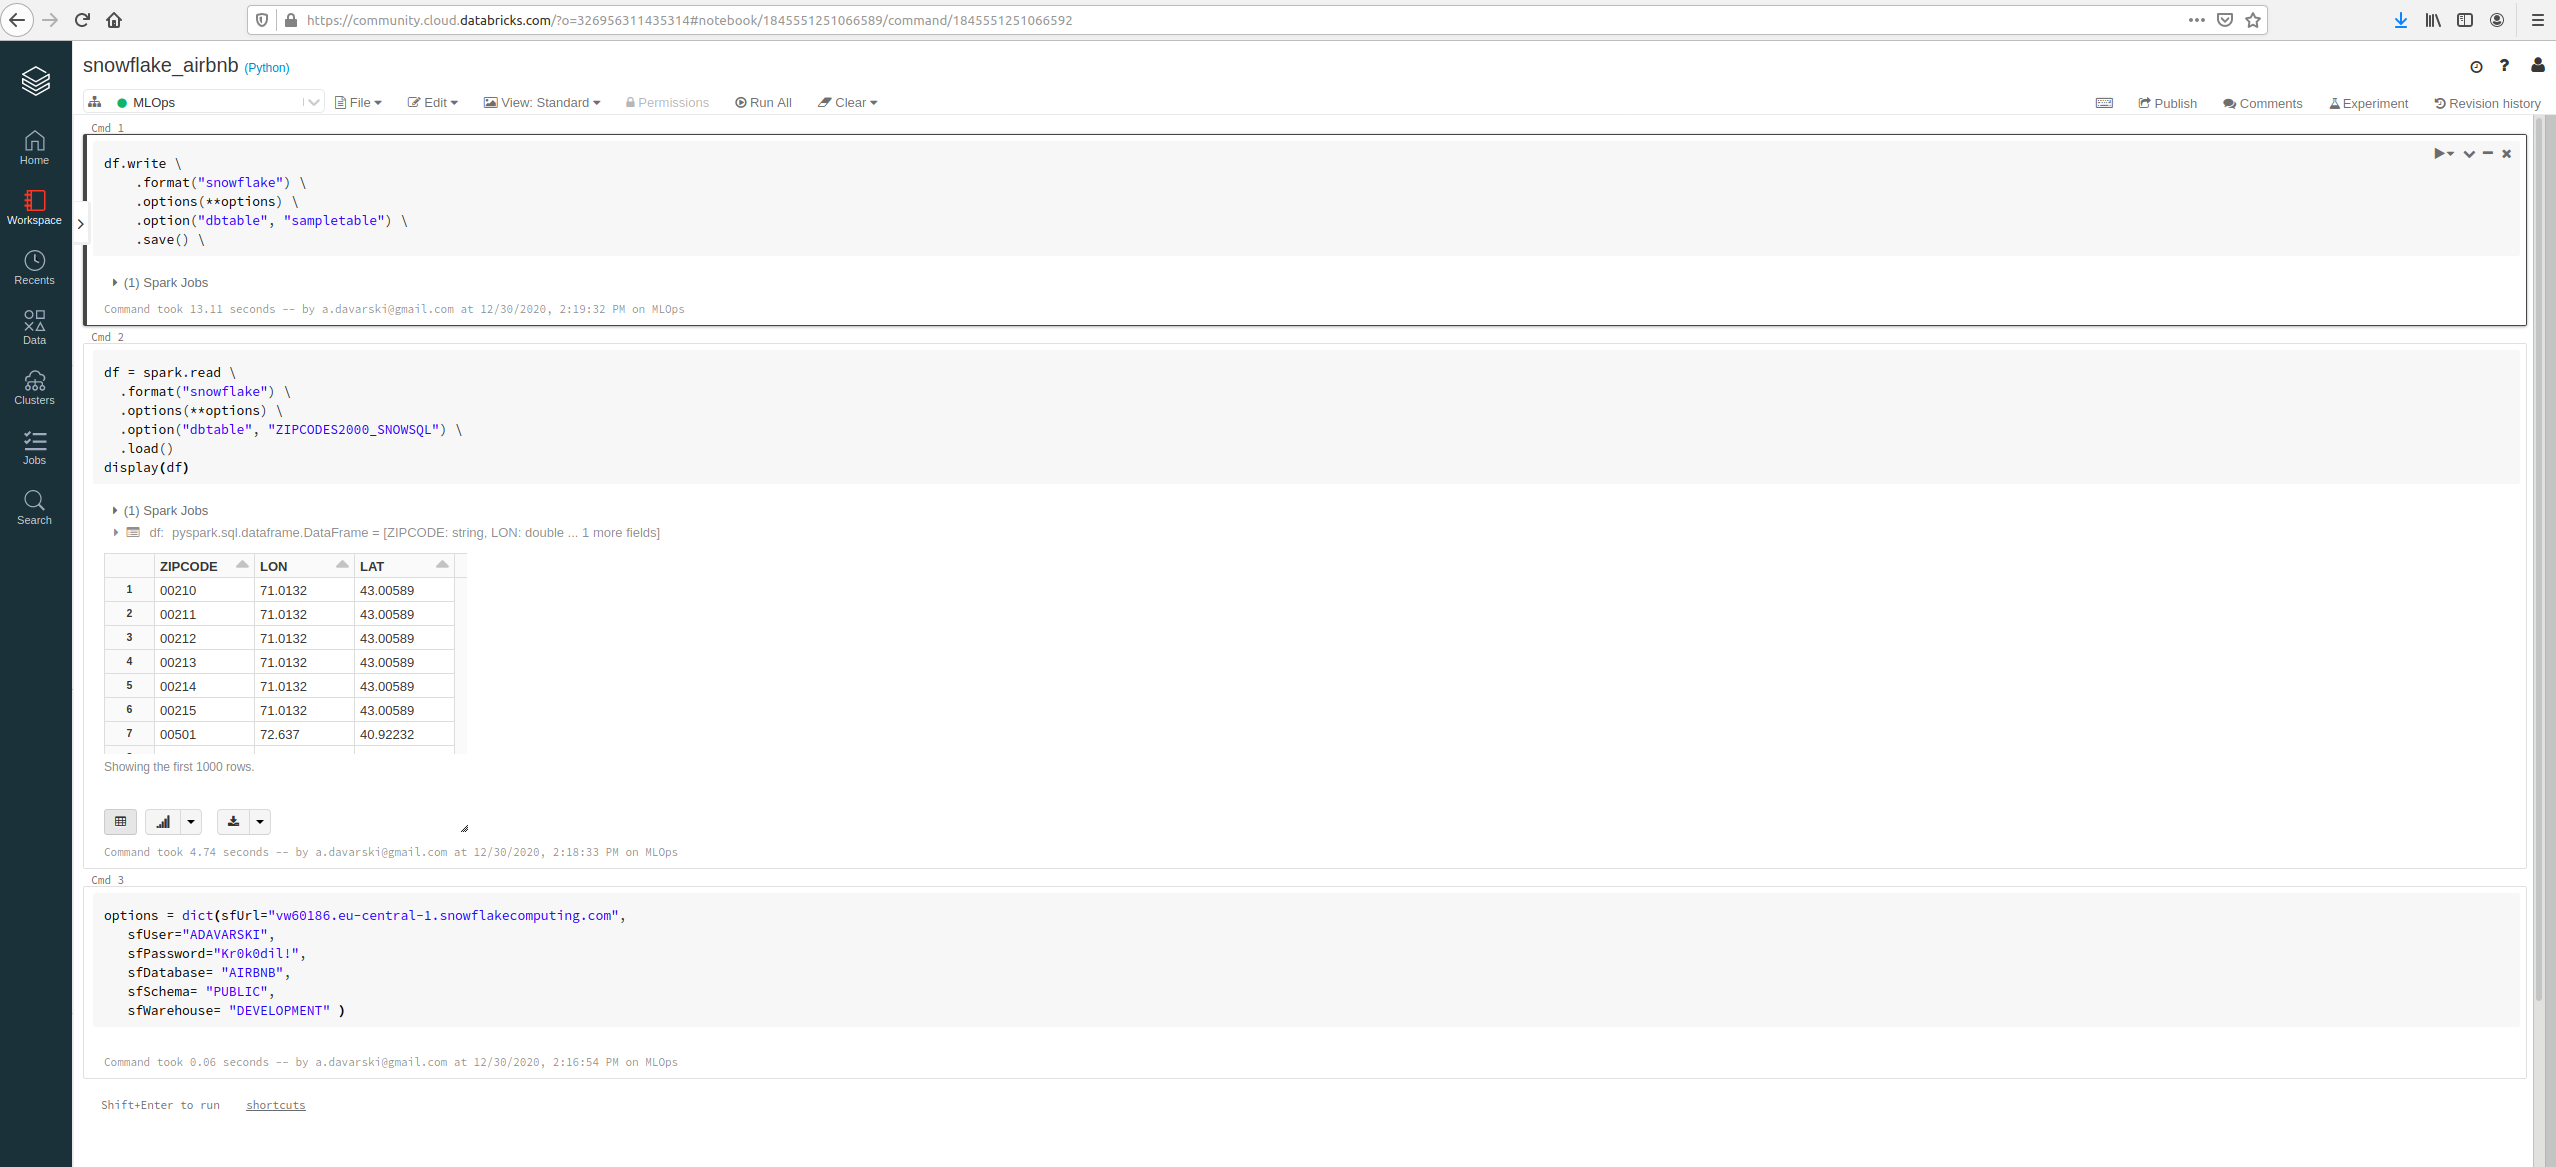 https://community.cloud.databricks.com/?o=326956311435314#notebook/1845551251066589/command/1845551251066592
snowflake_airbnb (Python)
MLOps File Edit View: Standard Permissions Run All Clear Publish Comments Experiment Revision history
Home
Workspace
Recents
Data
Clusters
Jobs
Search
Cmd 1
df.write \
.format("snowflake") \
.options(**options) \
.option("dbtable", "sampletable") \
.save() \
(1) Spark Jobs
Command took 13.11 seconds -- by a.davarski@gmail.com at 12/30/2020, 2:19:32 PM on MLOps
Cmd 2
df = spark.read \
.format("snowflake") \
.options(**options) \
.option("dbtable", "ZIPCODES2000_SNOWSQL") \
.load()
display(df)
(1) Spark Jobs
df: pyspark.sql.dataframe.DataFrame = [ZIPCODE: string, LON: double ... 1 more fields]
ZIPCODE LON LAT
1 00210 71.0132 43.00589
2 00211 71.0132 43.00589
3 00212 71.0132 43.00589
4 00213 71.0132 43.00589
5 00214 71.0132 43.00589
6 00215 71.0132 43.00589
7 00501 72.637 40.92232
Showing the first 1000 rows.
Command took 4.74 seconds -- by a.davarski@gmail.com at 12/30/2020, 2:18:33 PM on MLOps
Cmd 3
options = dict(sfUrl="vw60186.eu-central-1.snowflakecomputing.com",
sfUser="ADAVARSKI",
sfPassword="Kr0k0dil!",
sfDatabase= "AIRBNB",
sfSchema= "PUBLIC",
sfWarehouse= "DEVELOPMENT" )
Command took 0.06 seconds -- by a.davarski@gmail.com at 12/30/2020, 2:16:54 PM on MLOps
Shift+Enter to run shortcuts